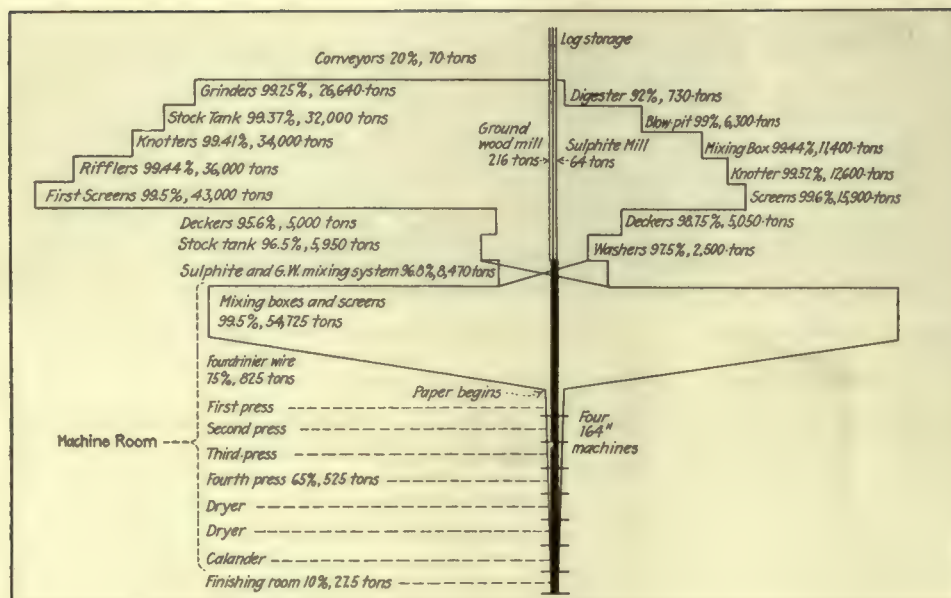 Log storage
Conveyors 20%, 70 tons
Grinders 99.25%, 26,640 tons
Digester 92%, 730 tons
Stock Tank 99.37%, 32,000 tons
Blow pit 99%, 6,300 tons
Ground
wood mill
216 tons
Sulphite Mill
64 tons
Knotters 99.41%, 34,000 tons
Mixing Box 99.44%, 11,400 tons
Rifflers 99.44%, 36,000 tons
Knotter 99.52%, 12,600 tons
First Screens 99.5%, 43,000 tons
Screens 99.6%, 15,900 tons
Deckers 95.6%, 5,000 tons
Deckers 98.75%, 5,050 tons
Stock tank 96.5%, 5,950 tons
Washers 97.5%, 2,500 tons
Sulphite and G.W. mixing system 96.8%, 8,470 tons
Mixing boxes and screens
99.5%, 54,725 tons
Fourdrinier wire
75%, 825 tons
Paper begins
First press
Four
164"
machines
Second press
Machine Room
Third press
Fourth press 65%, 525 tons
Dryer
Dryer
Calander
Finishing room 10%, 27.5 tons